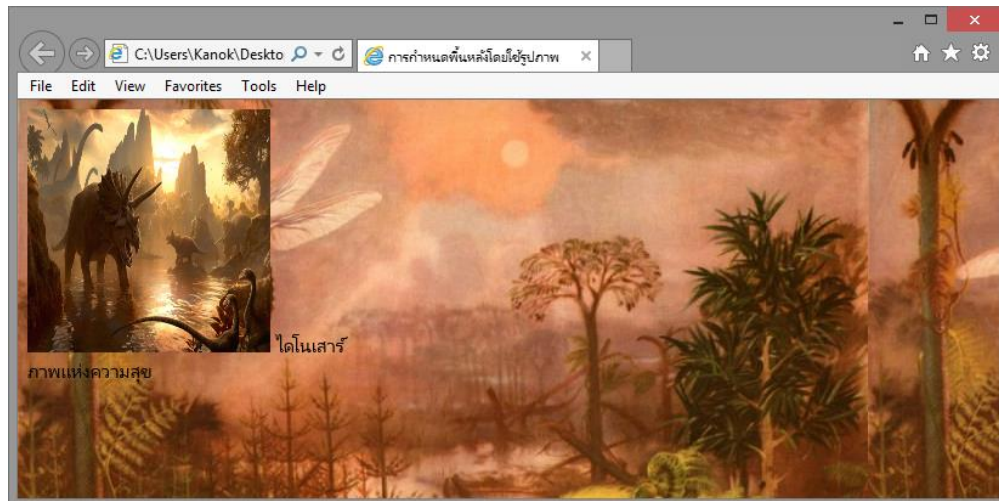 C:\Users\Kanok\Deskto
การกำหนดพื้นหลังโดยใช้รูปภาพ
File Edit View Favorites Tools Help
ไดโนเสาร์
ภาพแห่งความสุข